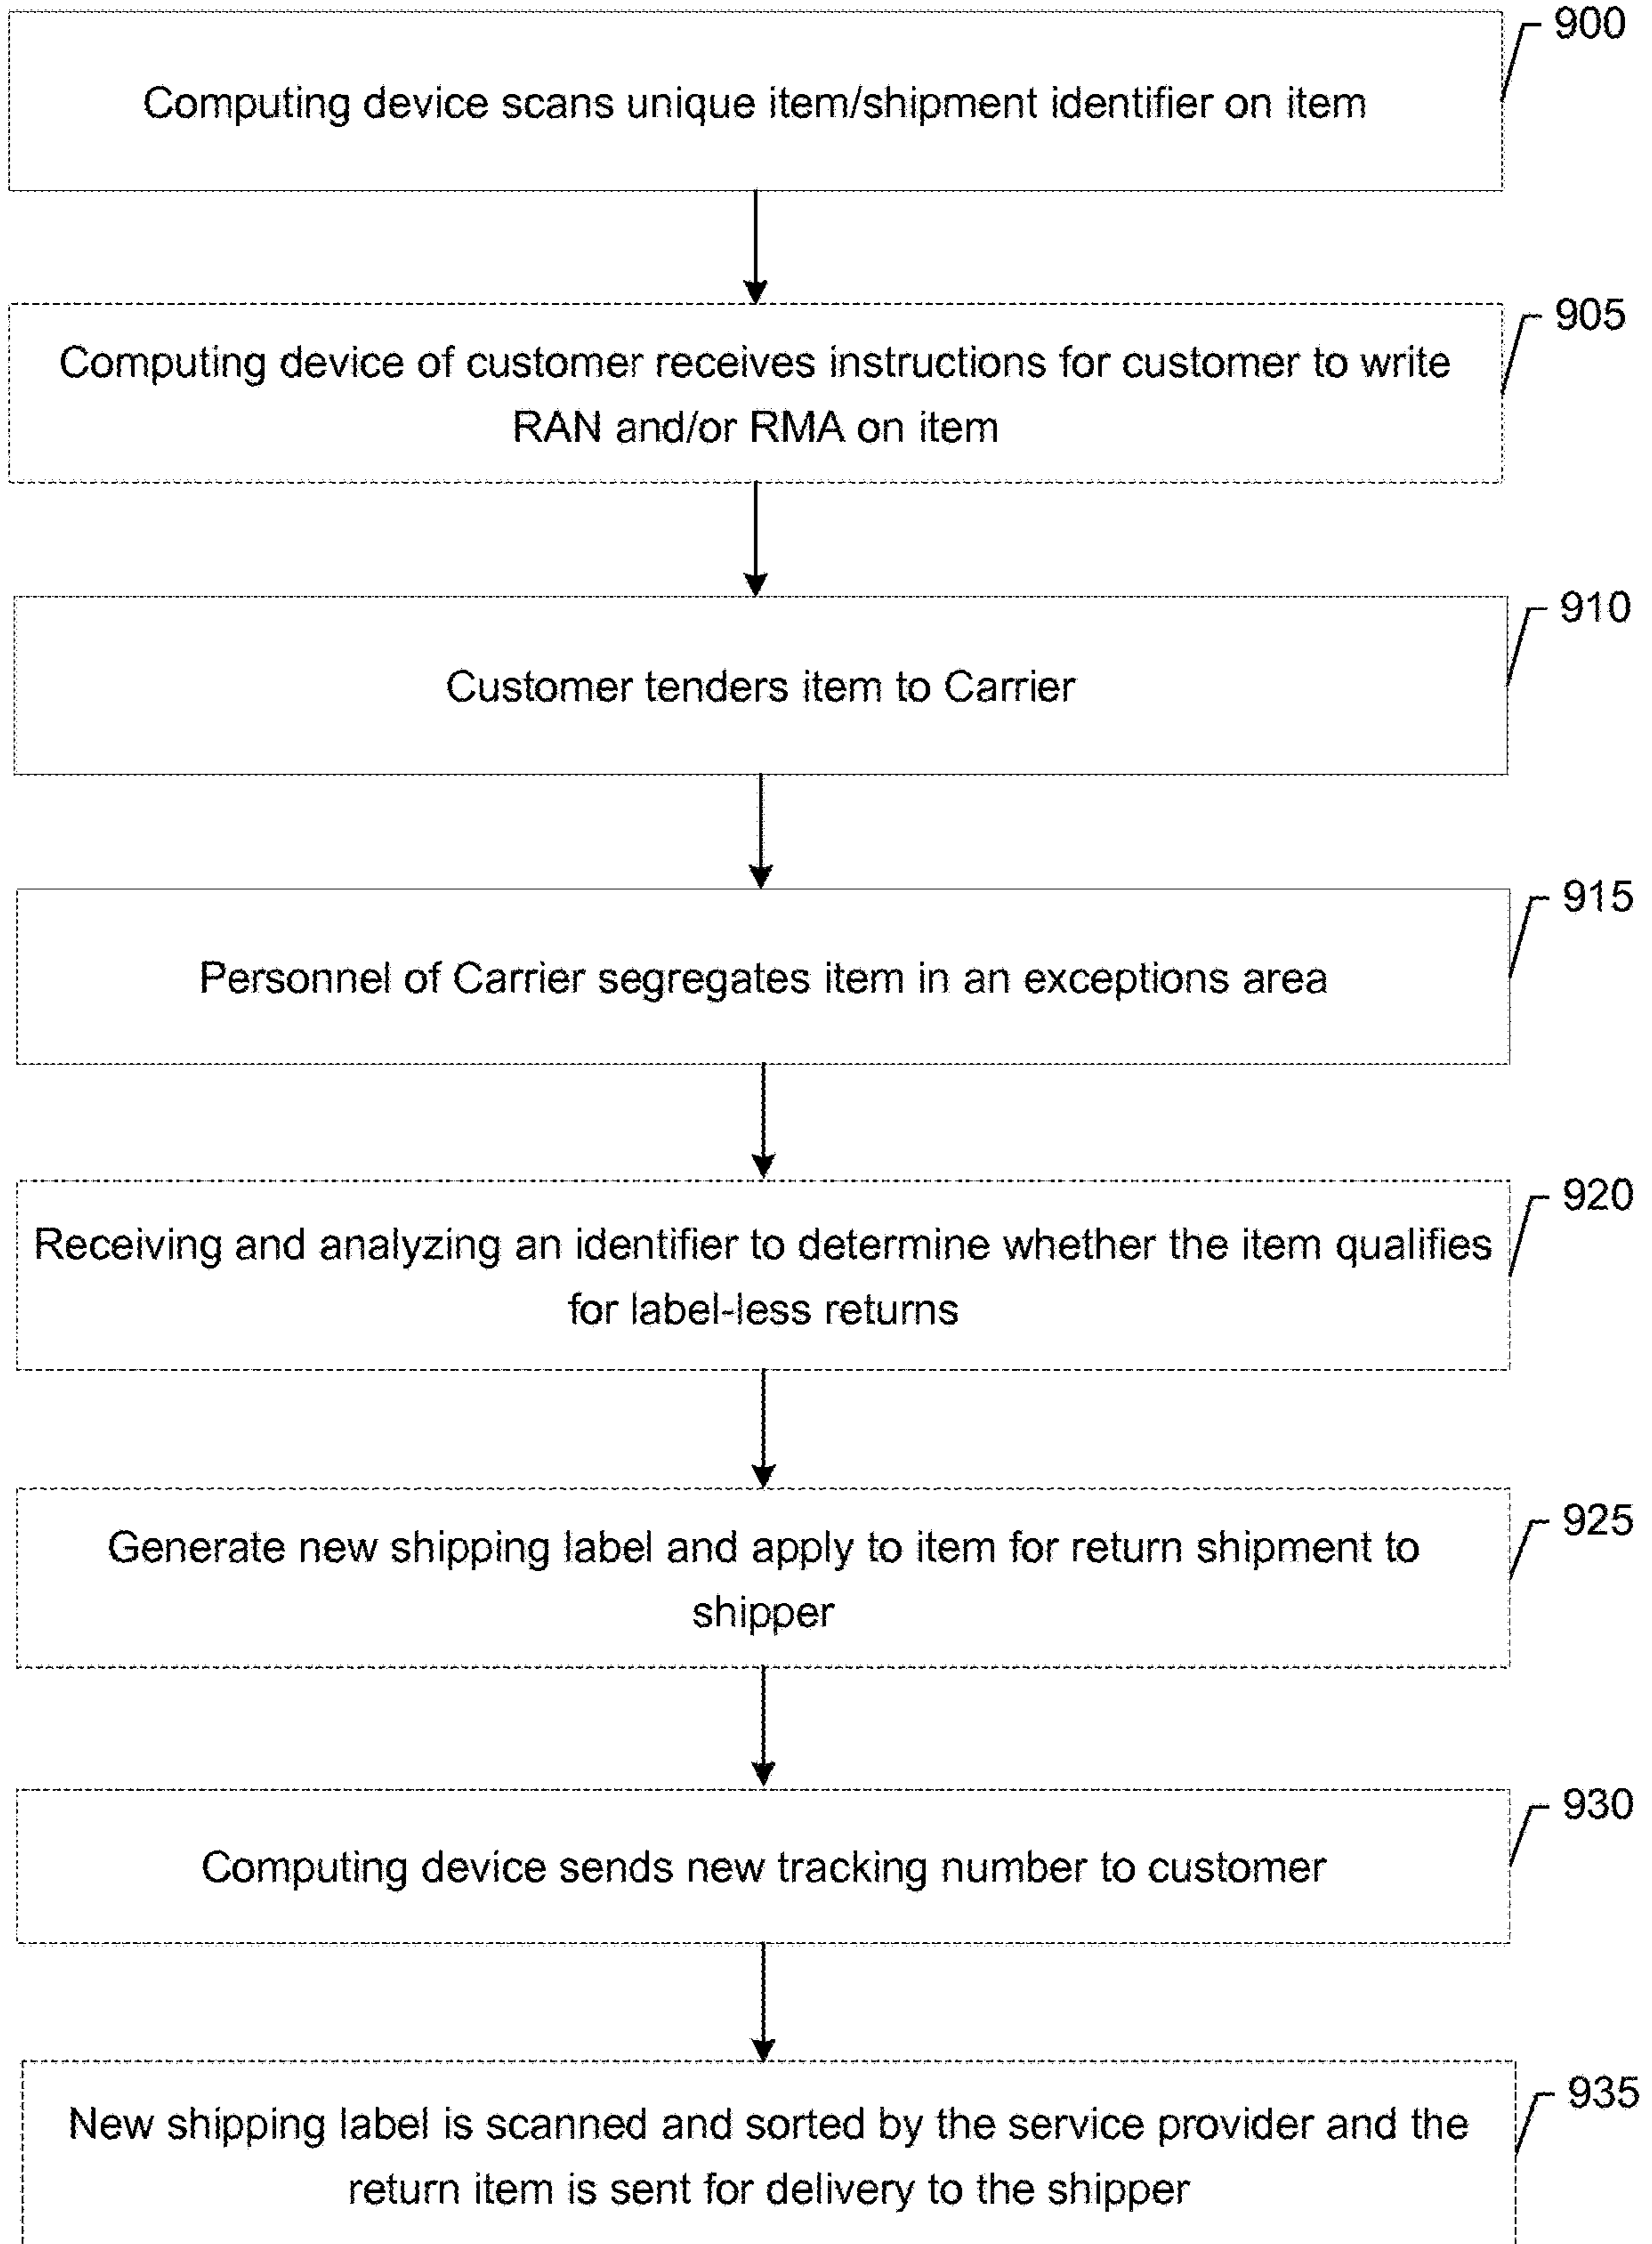 900
Computing device scans unique item/shipment identifier on item
905
Computing device of customer receives instructions for customer to write
RAN and/or RMA on item
910
Customer tenders item to Carrier
915
Personnel of Carrier segregates item in an exceptions area
920
Receiving and analyzing an identifier to determine whether the item qualifies
for label-less returns
925
Generate new shipping label and apply to item for return shipment to
shipper
930
Computing device sends new tracking number to customer
935
New shipping label is scanned and sorted by the service provider and the
return item is sent for delivery to the shipper